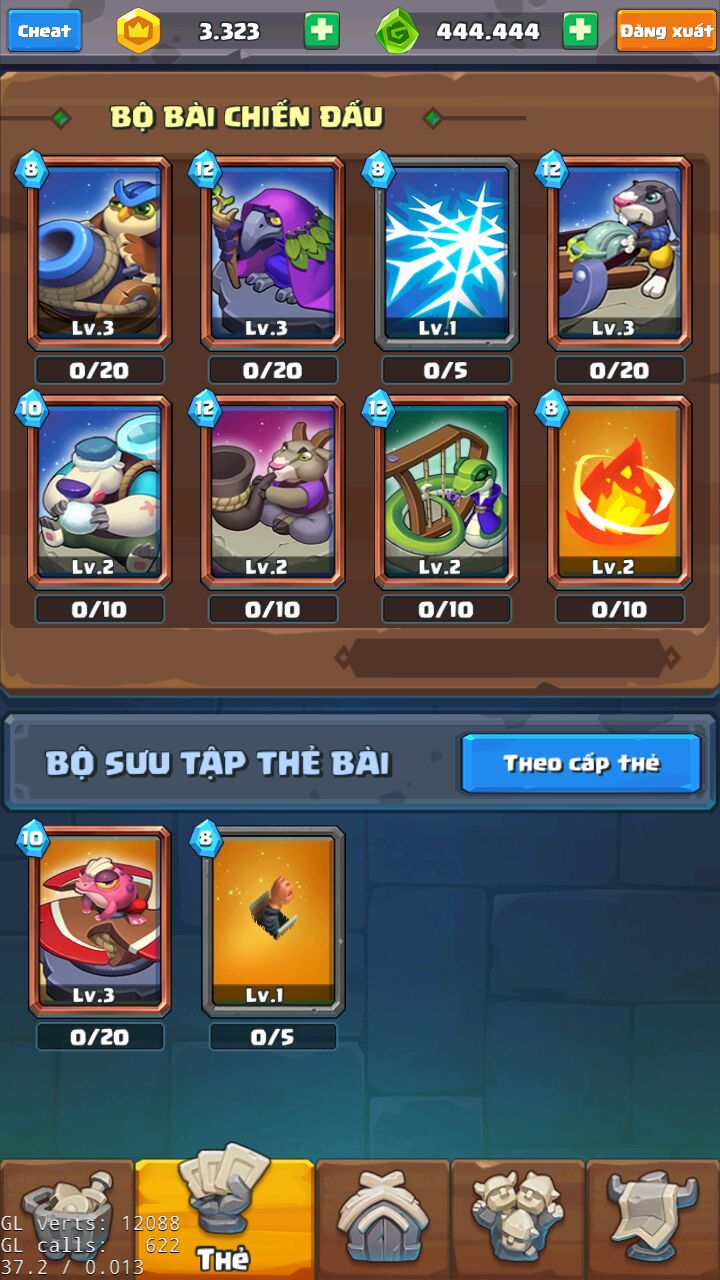 Cheat
3.323
444.444
Đăng xuất
BỘ BÀI CHIẾN ĐẤU
8 12 8 12
Lv.3 Lv.3 Lv.1 Lv.3
0/20 0/20 0/5 0/20
10 12 12 8
Lv.2 Lv.2 Lv.2 Lv.2
0/10 0/10 0/10 0/10
BỘ SƯU TẬP THẺ BÀI
Theo cấp thẻ
10 8
Lv.3 Lv.1
0/20 0/5
GL verts: 12088
GL calls: 622
37.2 / 0.013
Thẻ